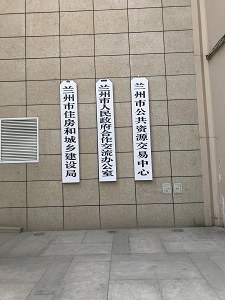 兰州市住房和城乡建设局
兰州市人民政府合作交流办公室
兰州市公共资源交易中心